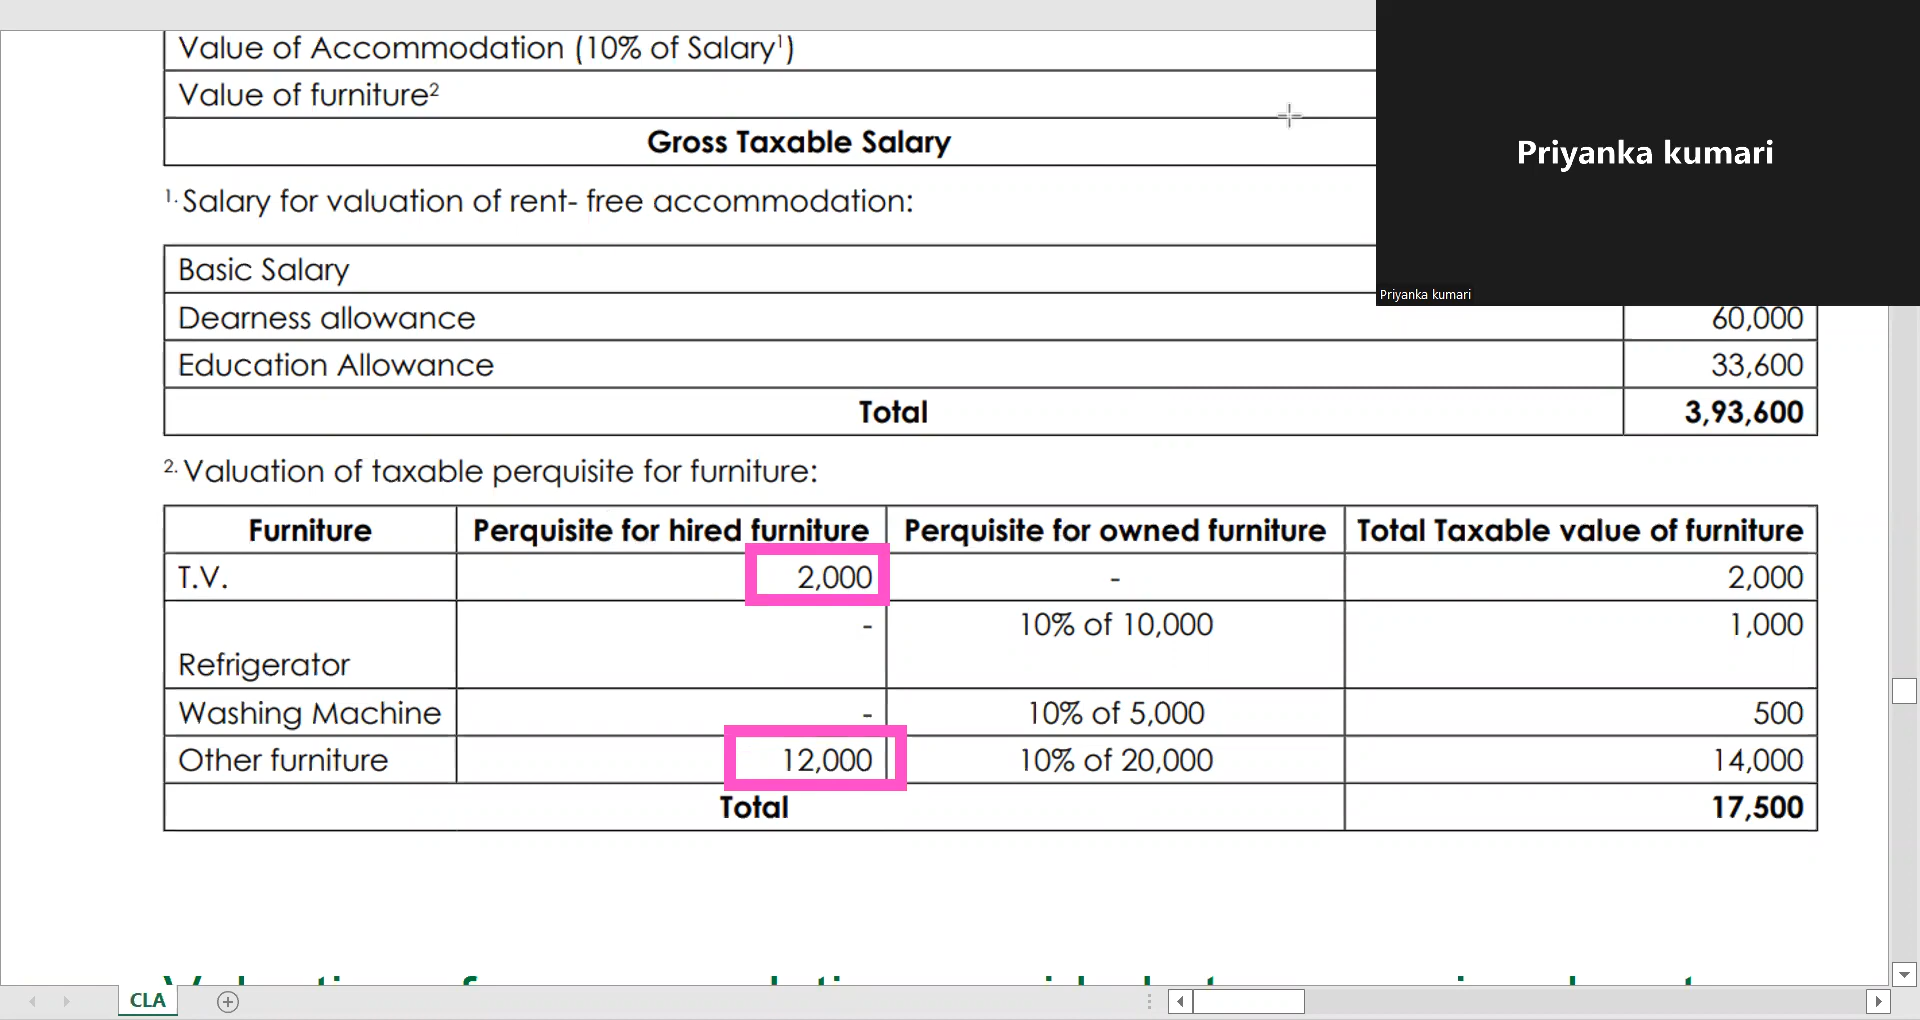 Value of Accommodation (10% of Salary¹)
Value of furniture²
Gross Taxable Salary
Priyanka kumari
Priyanka kumari
¹· Salary for valuation of rent- free accommodation:
Basic Salary
Dearness allowance 60,000
Education Allowance 33,600
Total 3,93,600
²· Valuation of taxable perquisite for furniture:
Furniture Perquisite for hired furniture Perquisite for owned furniture Total Taxable value of furniture
T.V. 2,000 - 2,000
Refrigerator - 10% of 10,000 1,000
Washing Machine - 10% of 5,000 500
Other furniture 12,000 10% of 20,000 14,000
Total 17,500
CLA